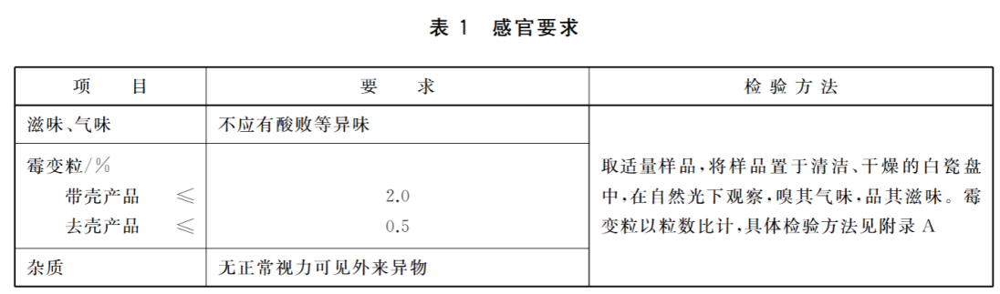 表 1 感官要求
项 目 要 求 检 验 方 法
滋味、气味 不应有酸败等异味
霉变粒/%
带壳产品 ≤ 2.0
去壳产品 ≤ 0.5
取适量样品,将样品置于清洁、干燥的白瓷盘
中,在自然光下观察,嗅其气味,品其滋味。霉
变粒以粒数比计,具体检验方法见附录 A
杂质 无正常视力可见外来异物